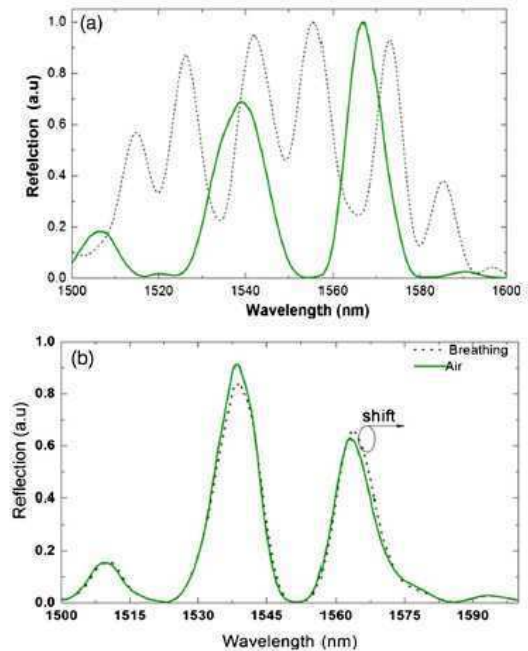 (a)
Refelction (a.u)
1.0
0.8
0.6
0.4
0.2
0.0
1500 1520 1540 1560 1580 1600
Wavelength (nm)
(b)
Breathing
Air
shift
Reflection (a.u)
1.0
0.8
0.6
0.4
0.2
0.0
1500 1515 1530 1545 1560 1575 1590
Wavelength (nm)